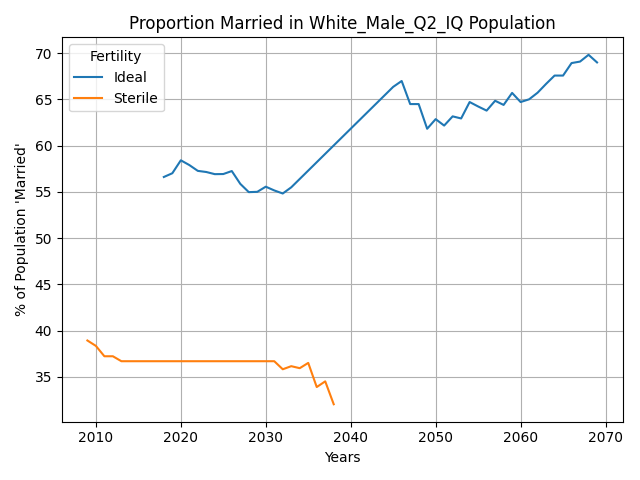 Proportion Married in White_Male_Q2_IQ Population
Fertility
Ideal
Sterile
% of Population 'Married'
70
65
60
55
50
45
40
35
2010
2020
2030
2040
2050
2060
2070
Years